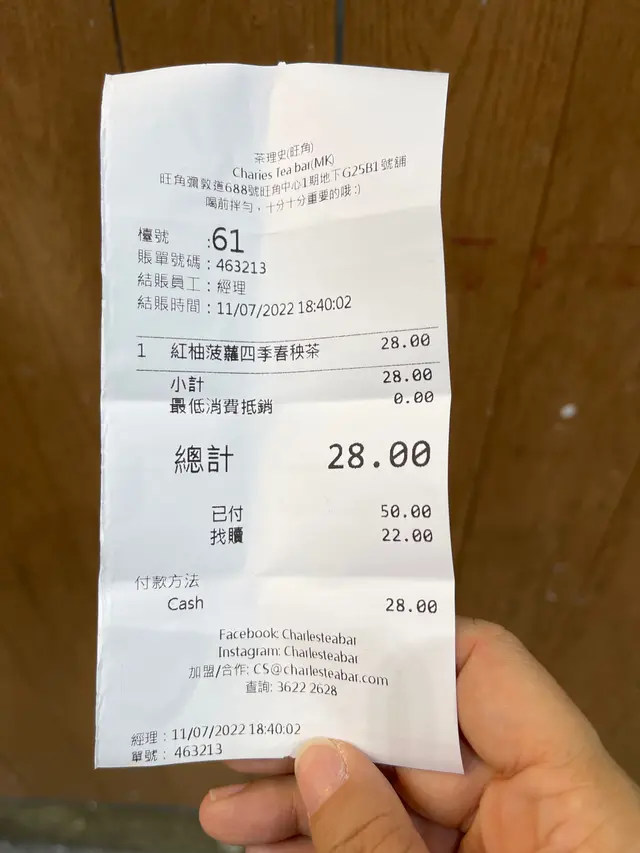 茶理史(旺角)
Charles Tea bar(MK)
旺角彌敦道688號旺角中心1期地下G25B1號舖
喝前拌勻，十分十分重要的哦 :)
檯號 :61
賬單號碼：463213
結賬員工：經理
結賬時間：11/07/2022 18:40:02
1 紅柚菠蘿四季春秧茶 28.00
小計 28.00
最低消費抵銷 0.00
總計 28.00
已付 50.00
找贖 22.00
付款方法
Cash 28.00
Facebook: Charlesteabar
Instagram: Charlesteabar
加盟/合作: CS@charlesteabar.com
查詢: 3622 2628
經理：11/07/2022 18:40:02
單號：463213